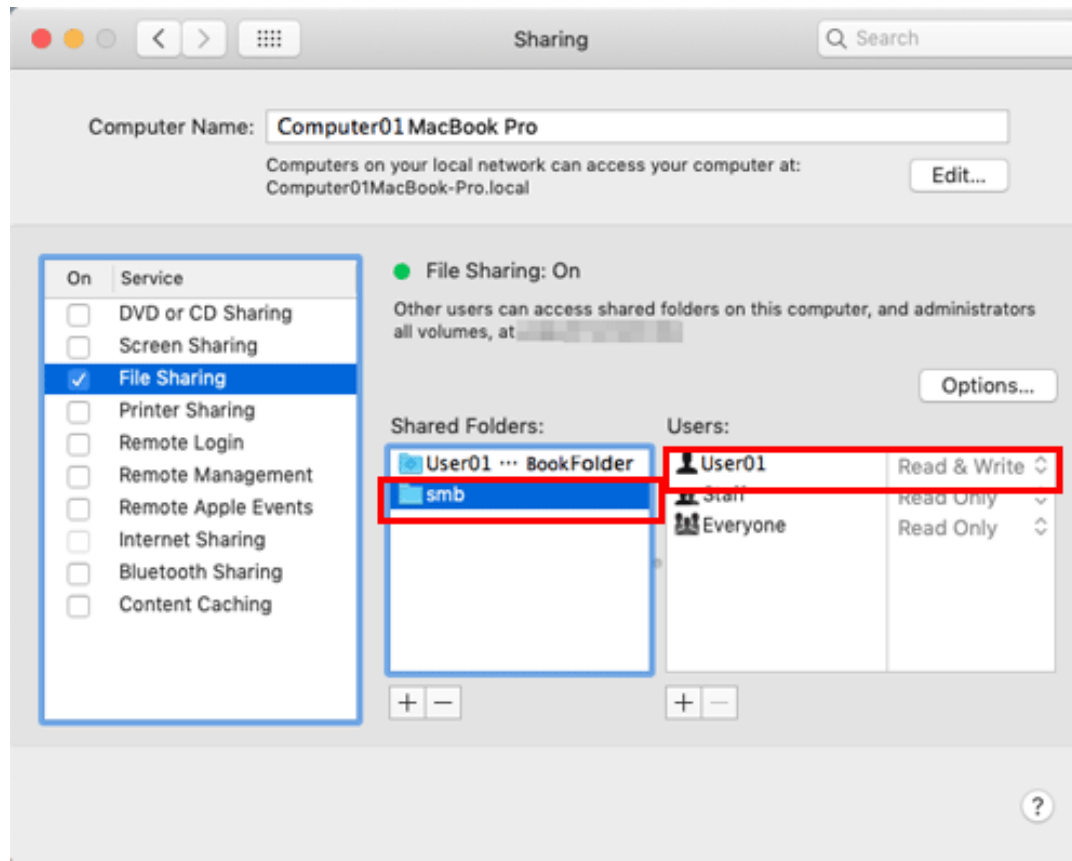 Sharing
Search
Computer Name: Computer01MacBook Pro
Computers on your local network can access your computer at:
Computer01MacBook-Pro.local
Edit...
On Service
DVD or CD Sharing
Screen Sharing
File Sharing
Printer Sharing
Remote Login
Remote Management
Remote Apple Events
Internet Sharing
Bluetooth Sharing
Content Caching
File Sharing: On
Other users can access shared folders on this computer, and administrators
all volumes, at
Options...
Shared Folders:
User01 ··· BookFolder
smb
Users:
User01 Read & Write
Staff Read Only
Everyone Read Only
+ −
+ −
?